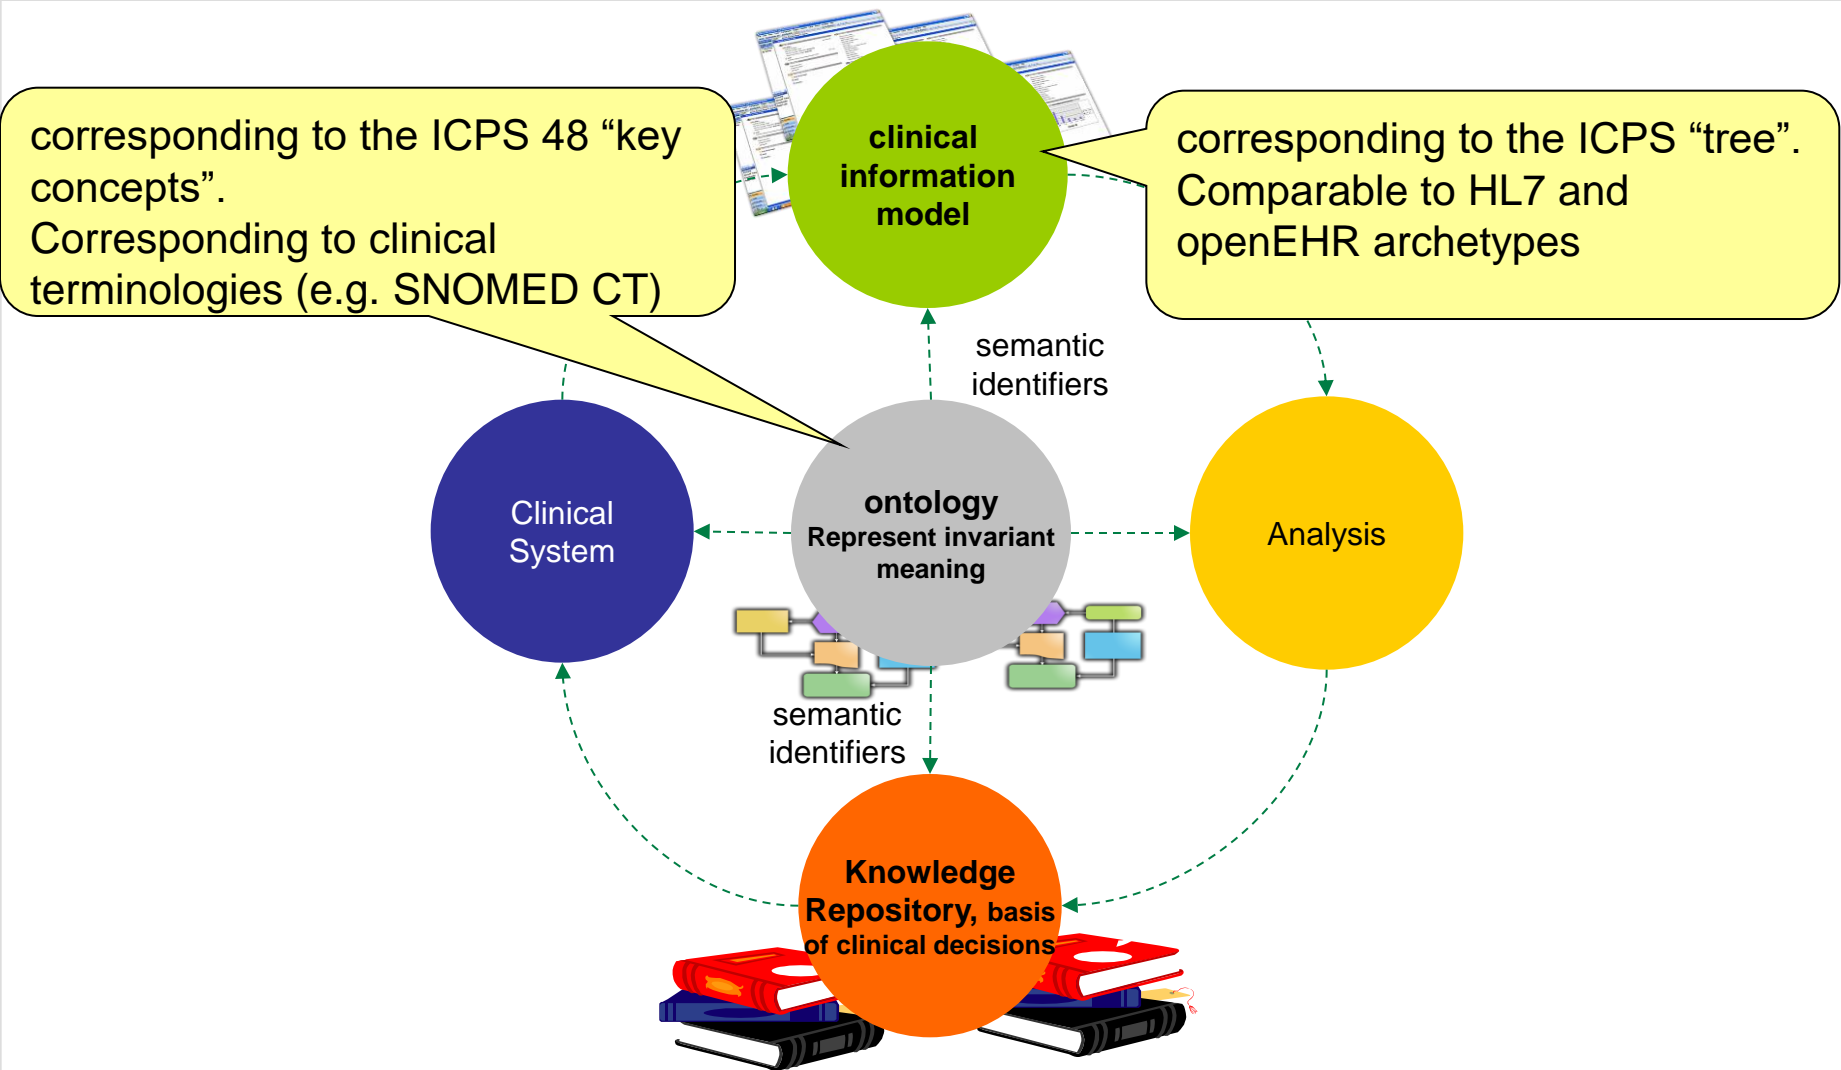 corresponding to the ICPS 48 “key
concepts”.
Corresponding to clinical
terminologies (e.g. SNOMED CT)
clinical
information
model
corresponding to the ICPS “tree”.
Comparable to HL7 and
openEHR archetypes
semantic
identifiers
Clinical
System
ontology
Represent invariant
meaning
Analysis
semantic
identifiers
Knowledge
Repository, basis
of clinical decisions